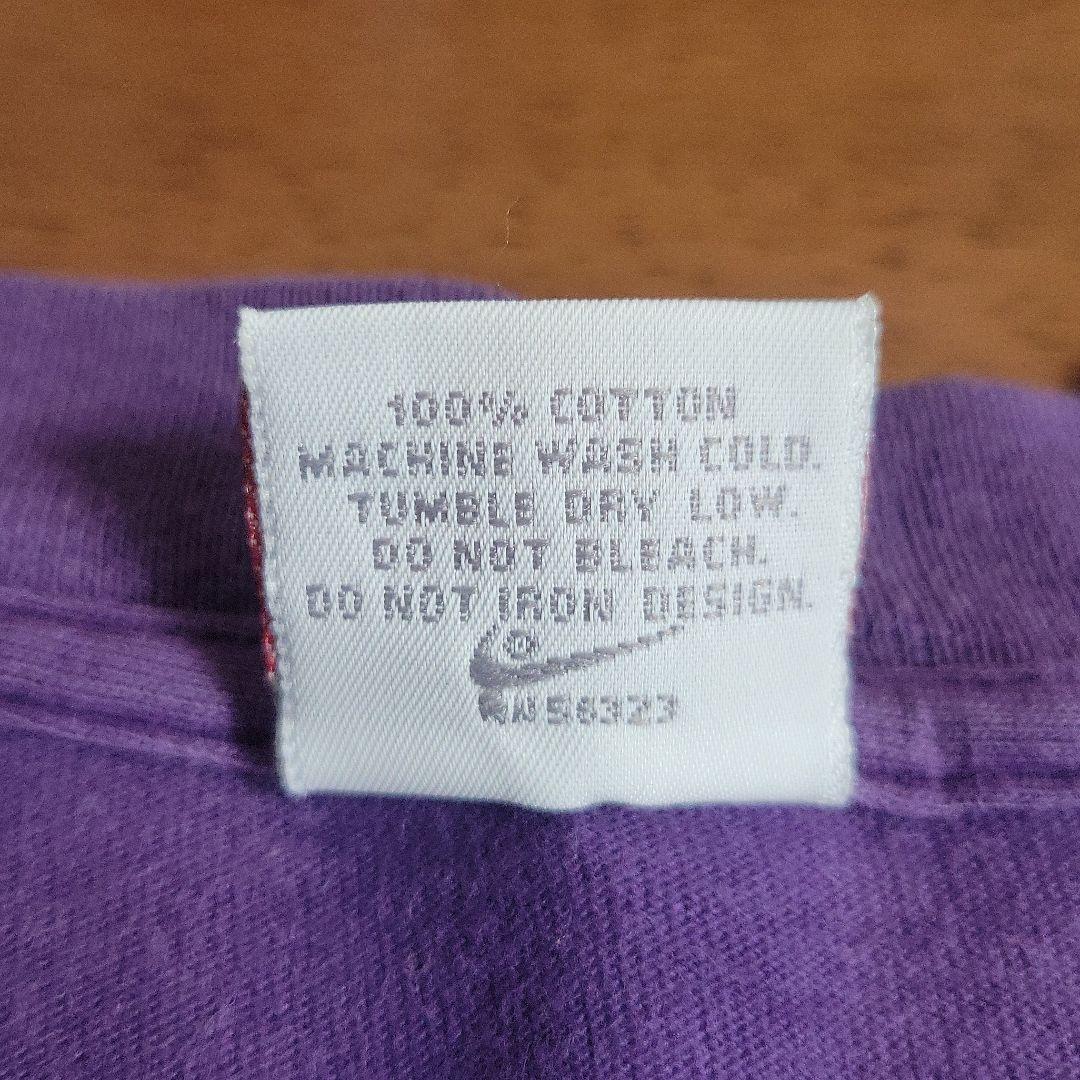 100% COTTON
MACHINE WASH COLD.
TUMBLE DRY LOW.
DO NOT BLEACH.
DO NOT IRON DESIGN.
®
RN 56323